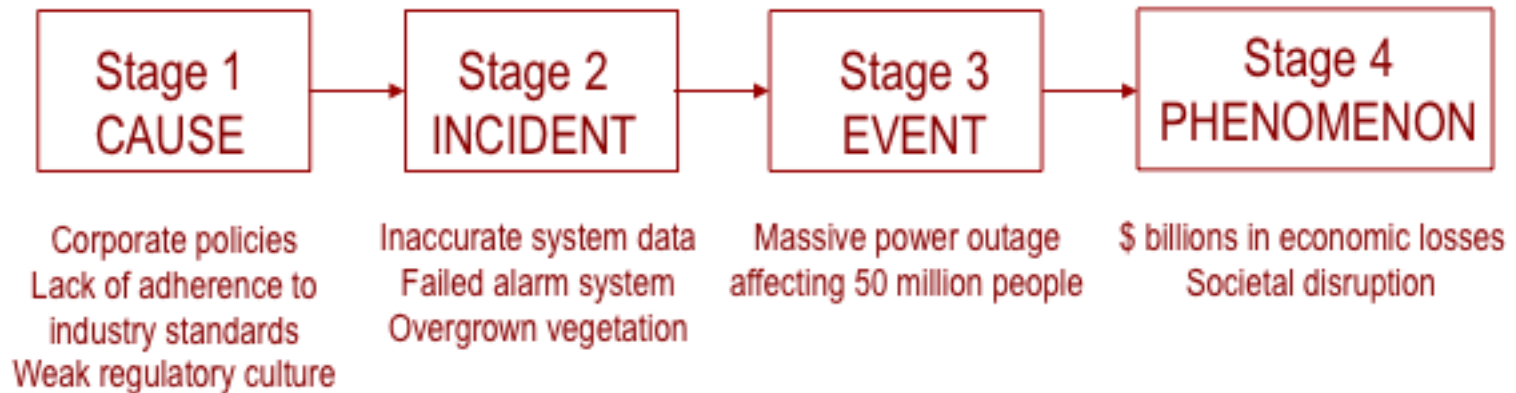 Stage 1
CAUSE
Stage 2
INCIDENT
Stage 3
EVENT
Stage 4
PHENOMENON
Corporate policies
Lack of adherence to
industry standards
Weak regulatory culture
Inaccurate system data
Failed alarm system
Overgrown vegetation
Massive power outage
affecting 50 million people
$ billions in economic losses
Societal disruption